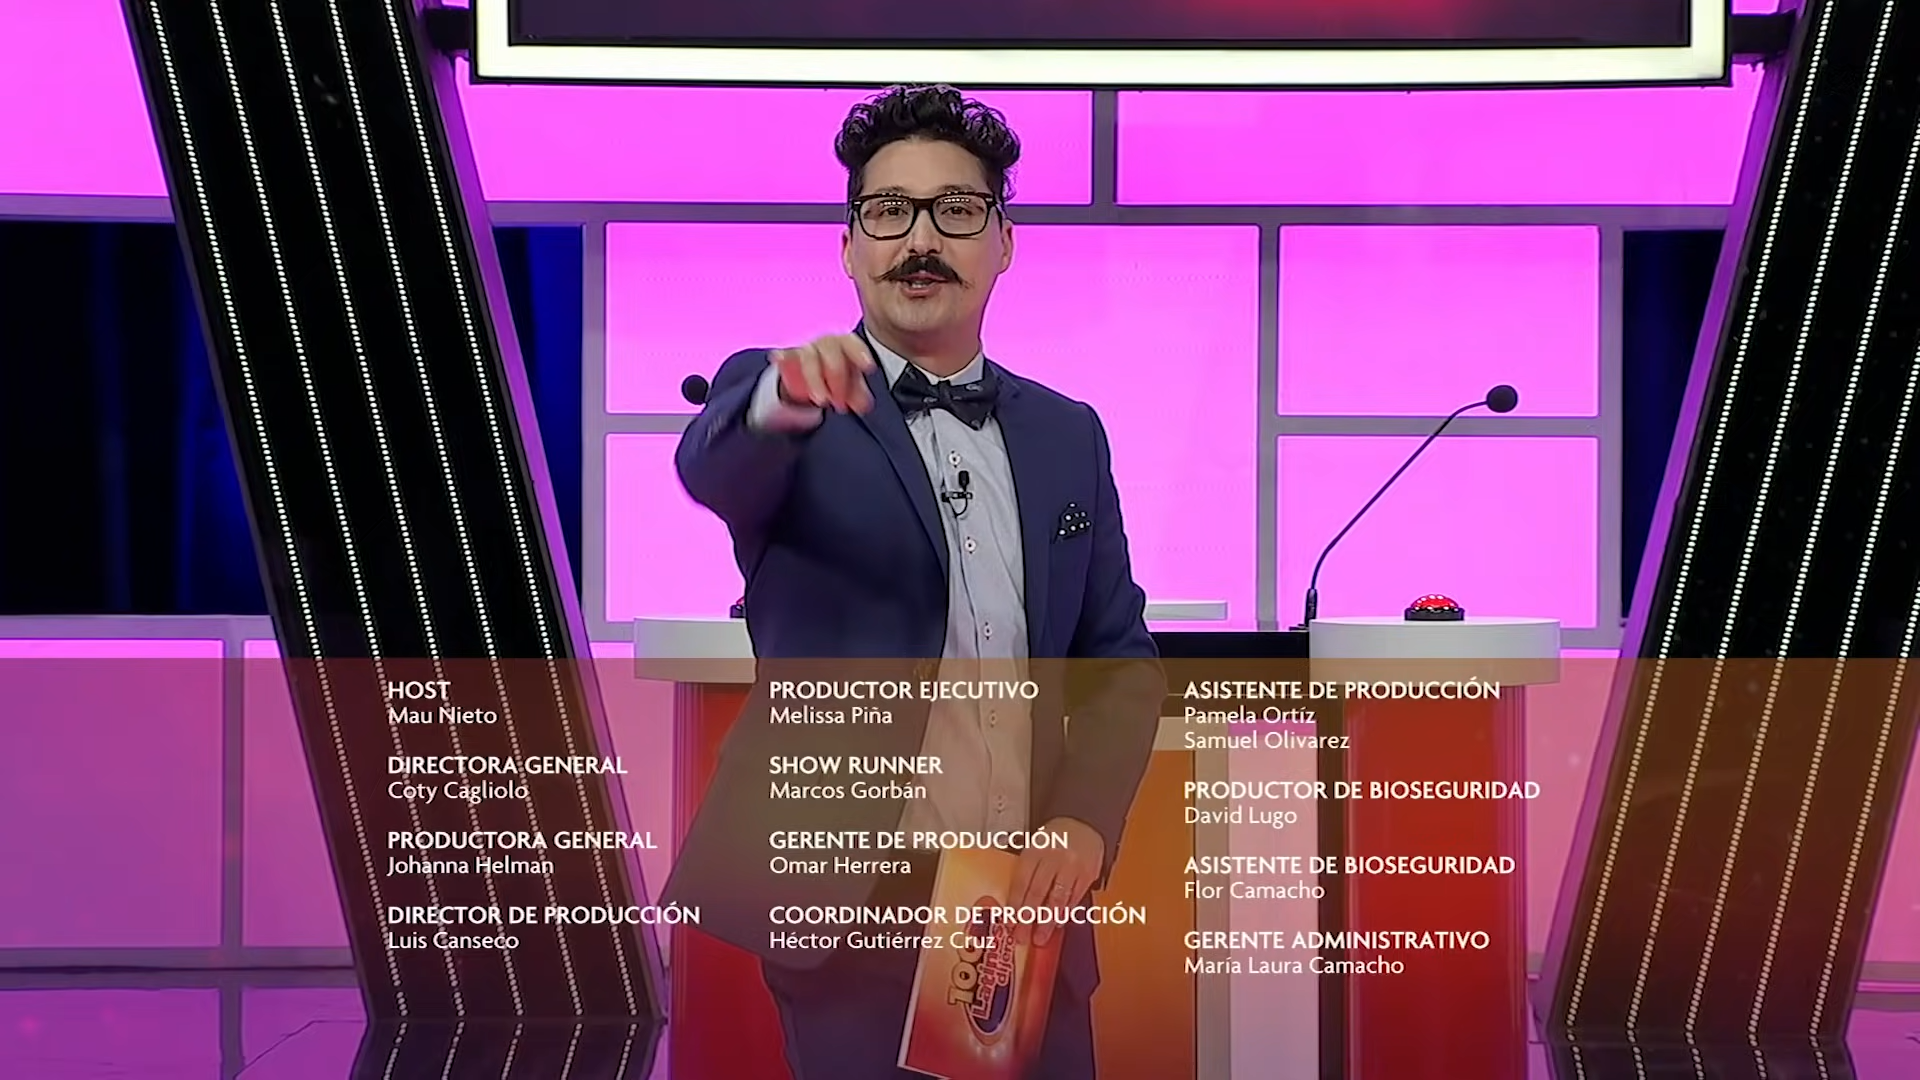 HOST
Mau Nieto
DIRECTORA GENERAL
Coty Cagliolo
PRODUCTORA GENERAL
Johanna Helman
DIRECTOR DE PRODUCCIÓN
Luis Canseco
PRODUCTOR EJECUTIVO
Melissa Piña
SHOW RUNNER
Marcos Gorbán
GERENTE DE PRODUCCIÓN
Omar Herrera
COORDINADOR DE PRODUCCIÓN
Héctor Gutiérrez Cruz
ASISTENTE DE PRODUCCIÓN
Pamela Ortíz
Samuel Olivarez
PRODUCTOR DE BIOSEGURIDAD
David Lugo
ASISTENTE DE BIOSEGURIDAD
Flor Camacho
GERENTE ADMINISTRATIVO
María Laura Camacho
100
Latinos
dijeron